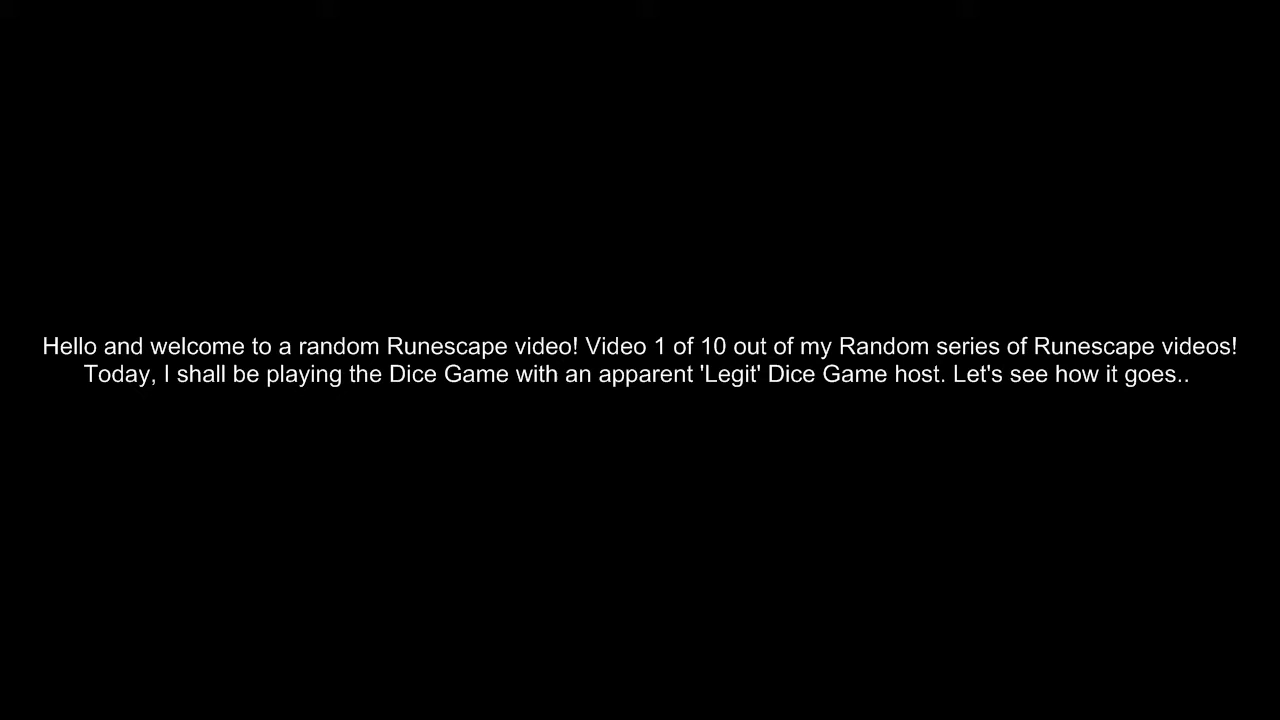 Hello and welcome to a random Runescape video! Video 1 of 10 out of my Random series of Runescape videos!
Today, I shall be playing the Dice Game with an apparent 'Legit' Dice Game host. Let's see how it goes..